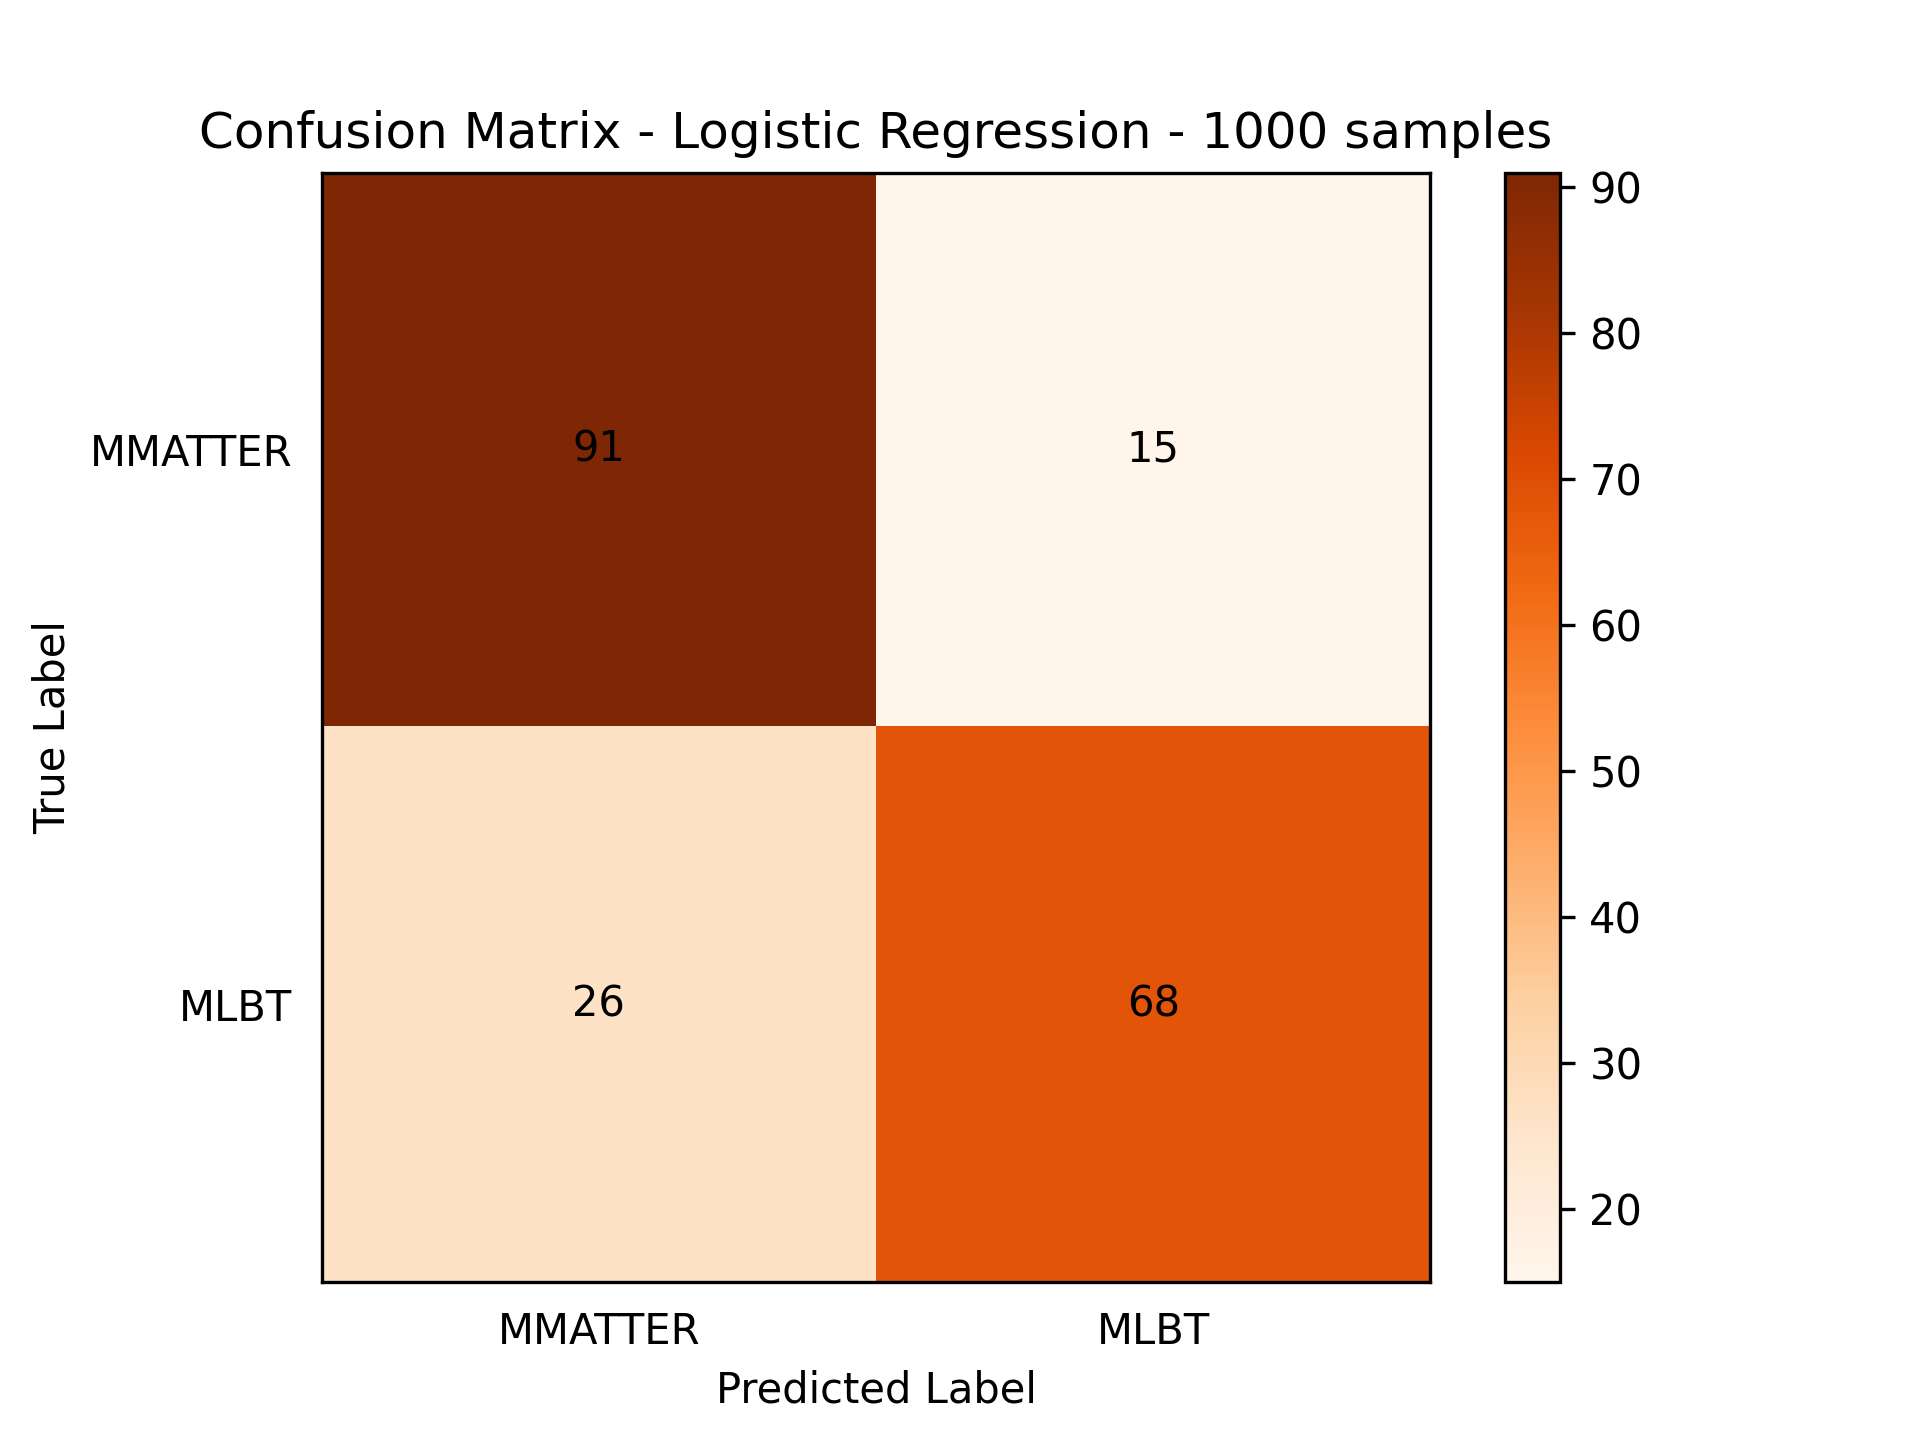 Confusion Matrix - Logistic Regression - 1000 samples
90
80
70
60
50
40
30
20
True Label
MMATTER
91
15
MLBT
26
68
MMATTER
MLBT
Predicted Label